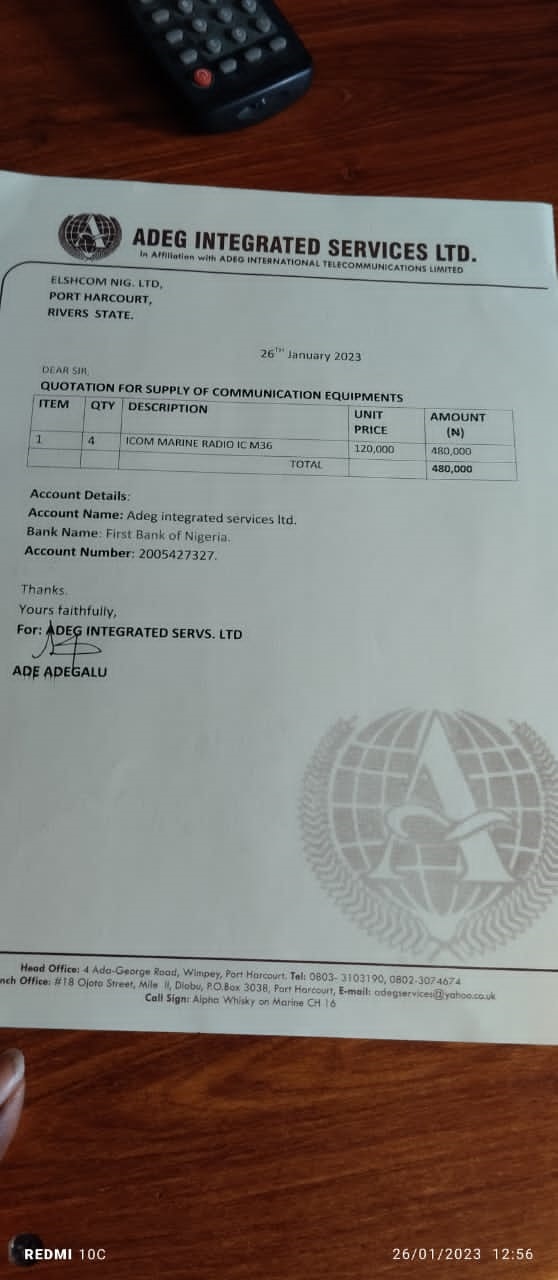 ADEG INTEGRATED SERVICES LTD.
In Affiliation with ADEG INTERNATIONAL TELECOMMUNICATIONS LIMITED
ELSHCOM NIG. LTD,
PORT HARCOURT,
RIVERS STATE.
26TH January 2023
DEAR SIR,
QUOTATION FOR SUPPLY OF COMMUNICATION EQUIPMENTS
ITEM QTY DESCRIPTION UNIT PRICE AMOUNT (N)
1 4 ICOM MARINE RADIO IC M36 120,000 480,000
TOTAL 480,000
Account Details:
Account Name: Adeg integrated services ltd.
Bank Name: First Bank of Nigeria.
Account Number: 2005427327.
Thanks.
Yours faithfully,
For: ADEG INTEGRATED SERVS. LTD
ADE ADEGALU
Head Office: 4 Ada-George Road, Wimpey, Port Harcourt. Tel: 0803- 3103190, 0802-3074674
nch Office: #18 Ojoto Street, Mile II, Diobu, P.O.Box 3038, Port Harcourt, E-mail: adegservices@yahoo.co.uk
Call Sign: Alpha Whisky on Marine CH 16
REDMI 10C
26/01/2023 12:56